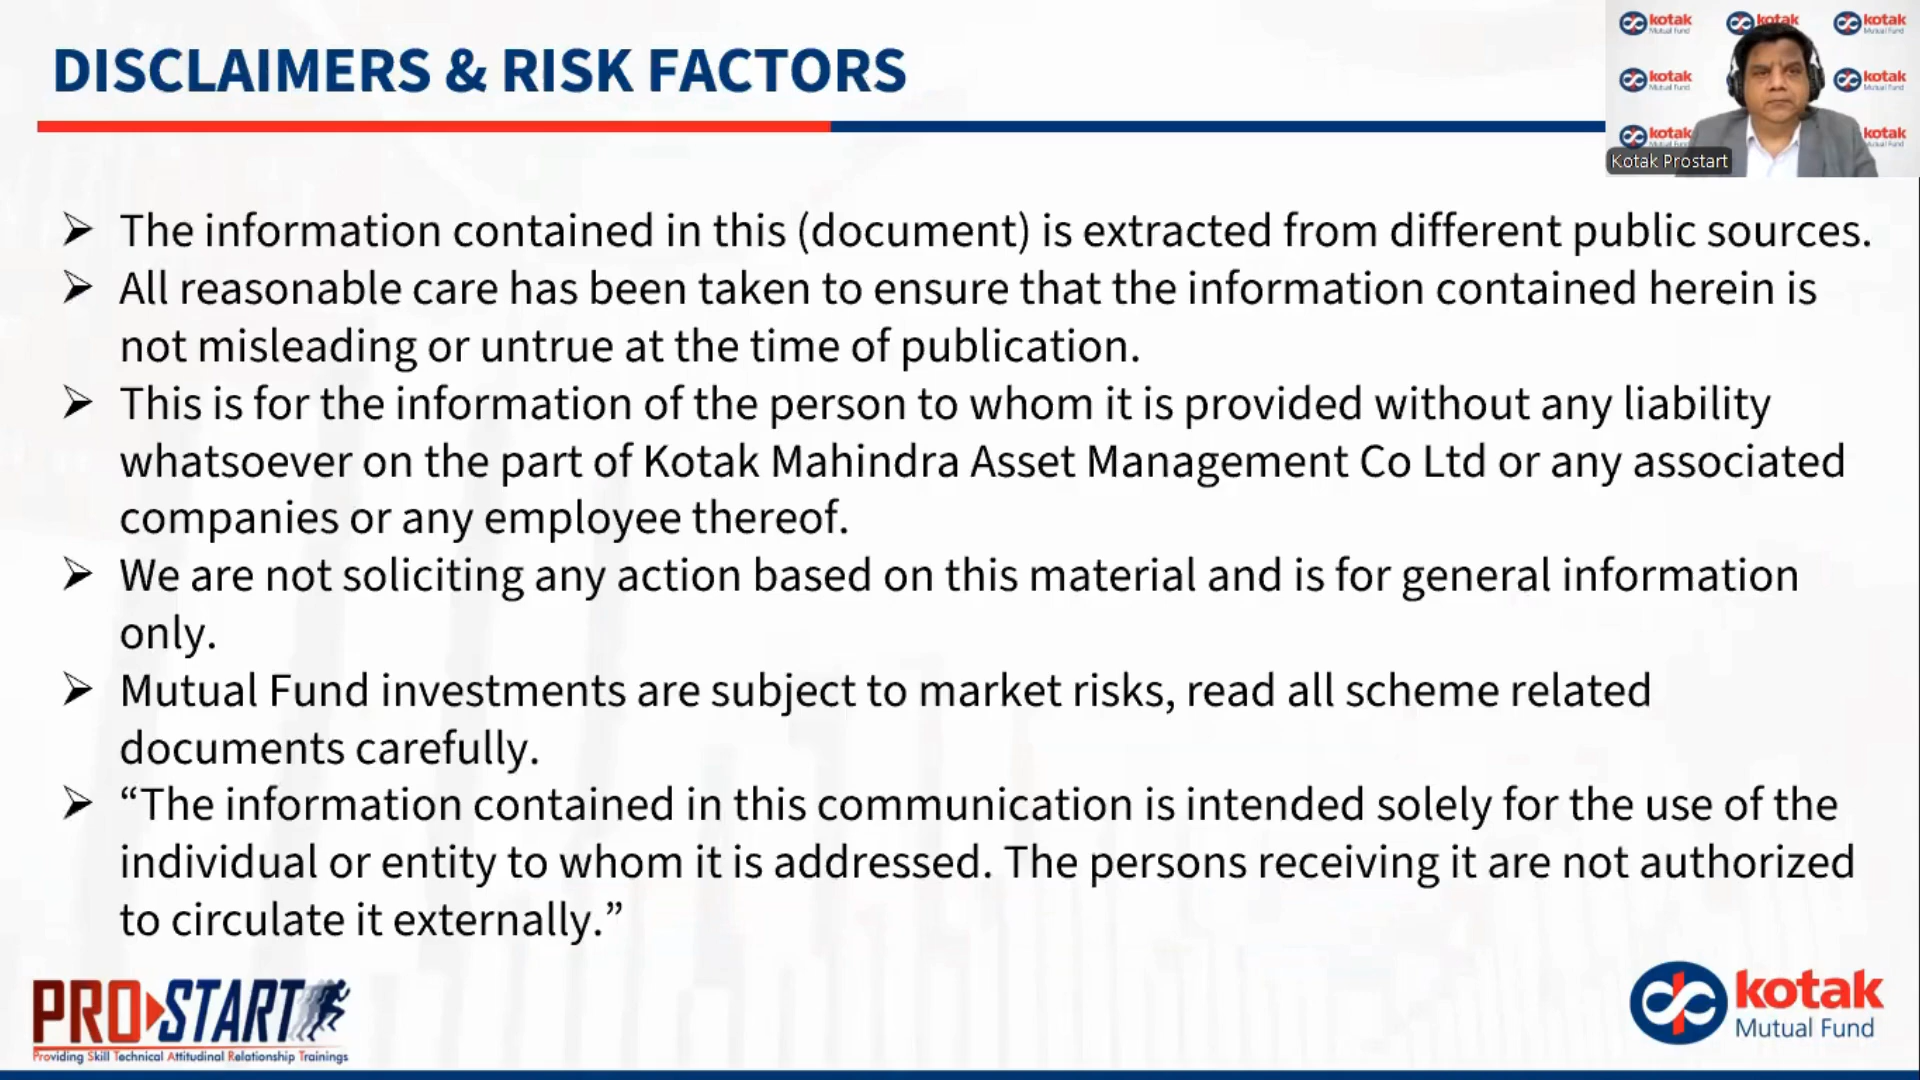 DISCLAIMERS & RISK FACTORS
kotak
Mutual Fund
kotak
kotak
Mutual Fund
kotak
Mutual Fund
kotak
Mutual Fund
kotak
kotak
Kotak Prostart
➢ The information contained in this (document) is extracted from different public sources.
➢ All reasonable care has been taken to ensure that the information contained herein is
not misleading or untrue at the time of publication.
➢ This is for the information of the person to whom it is provided without any liability
whatsoever on the part of Kotak Mahindra Asset Management Co Ltd or any associated
companies or any employee thereof.
➢ We are not soliciting any action based on this material and is for general information
only.
➢ Mutual Fund investments are subject to market risks, read all scheme related
documents carefully.
➢ “The information contained in this communication is intended solely for the use of the
individual or entity to whom it is addressed. The persons receiving it are not authorized
to circulate it externally.”
PRO START
Providing Skill Technical Attitudinal Relationship Trainings
kotak
Mutual Fund